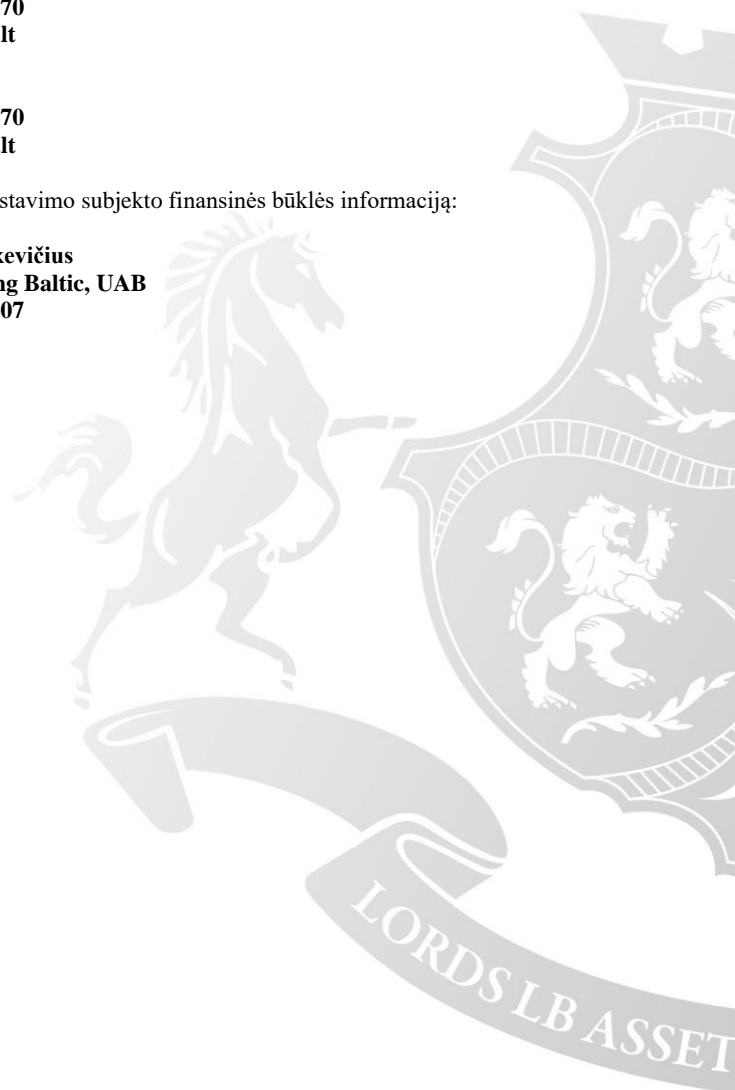 70
lt
70
lt
stavimo subjekto finansinės būklės informaciją:
kevičius
ng Baltic, UAB
07
LORDS LB ASSET